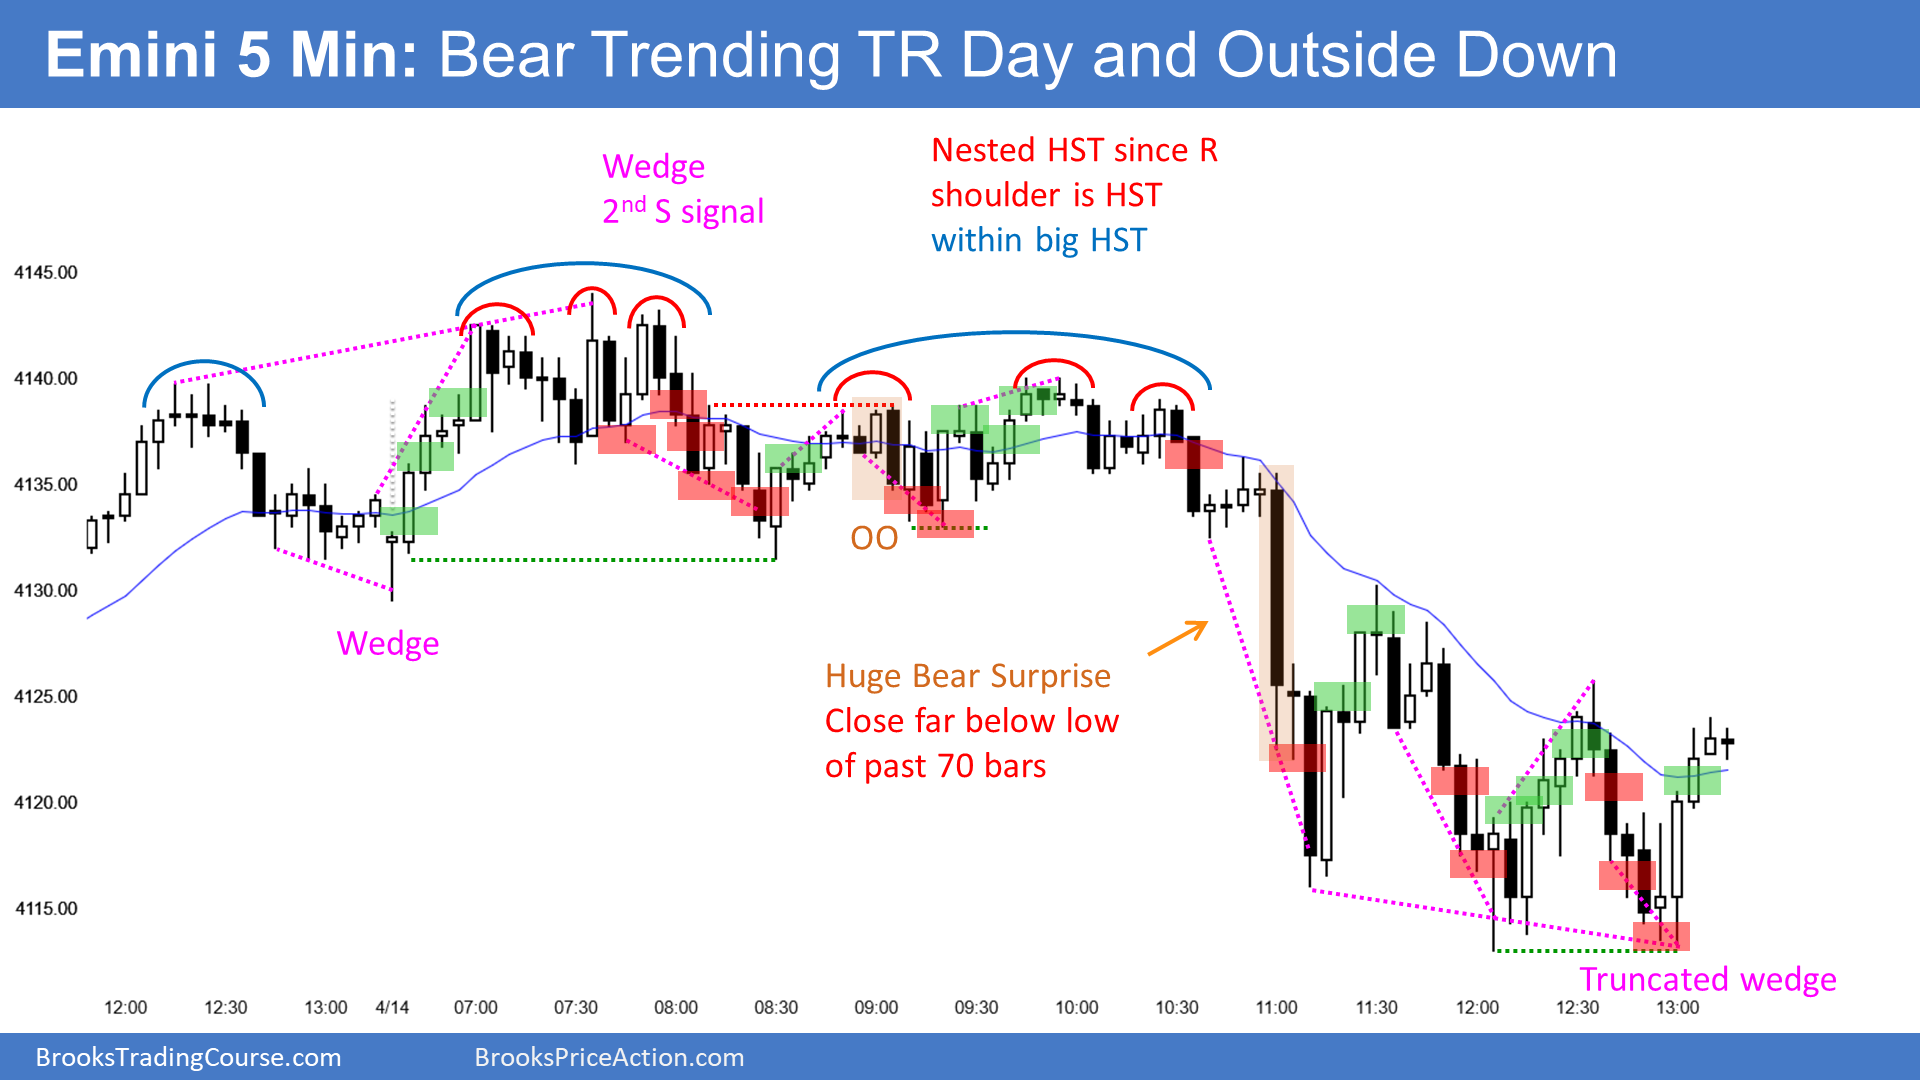 Emini 5 Min: Bear Trending TR Day and Outside Down
Nested HST since R
shoulder is HST
within big HST
Wedge
2nd S signal
4145.00
4140.00
4135.00
4130.00
4125.00
4120.00
4115.00
OO
Wedge
Huge Bear Surprise
Close far below low
of past 70 bars
Truncated wedge
12:00 12:30 13:00 4/14 07:00 07:30 08:00 08:30 09:00 09:30 10:00 10:30 11:00 11:30 12:00 12:30 13:00
BrooksTradingCourse.com BrooksPriceAction.com